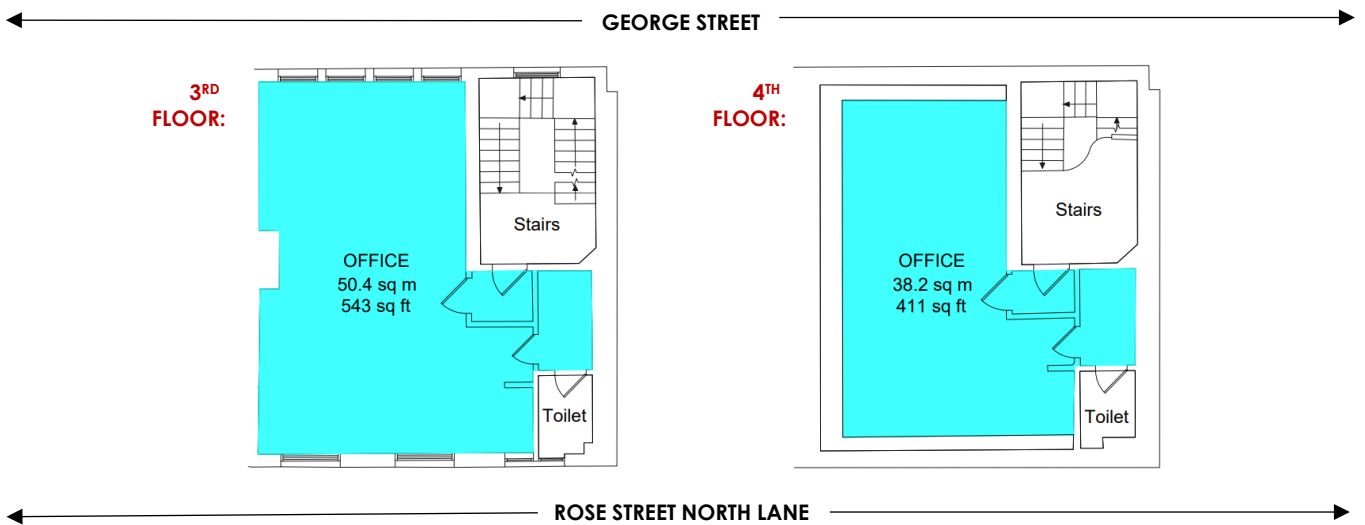 GEORGE STREET
3RD
FLOOR:
Stairs
OFFICE
50.4 sq m
543 sq ft
Toilet
4TH
FLOOR:
Stairs
OFFICE
38.2 sq m
411 sq ft
Toilet
ROSE STREET NORTH LANE